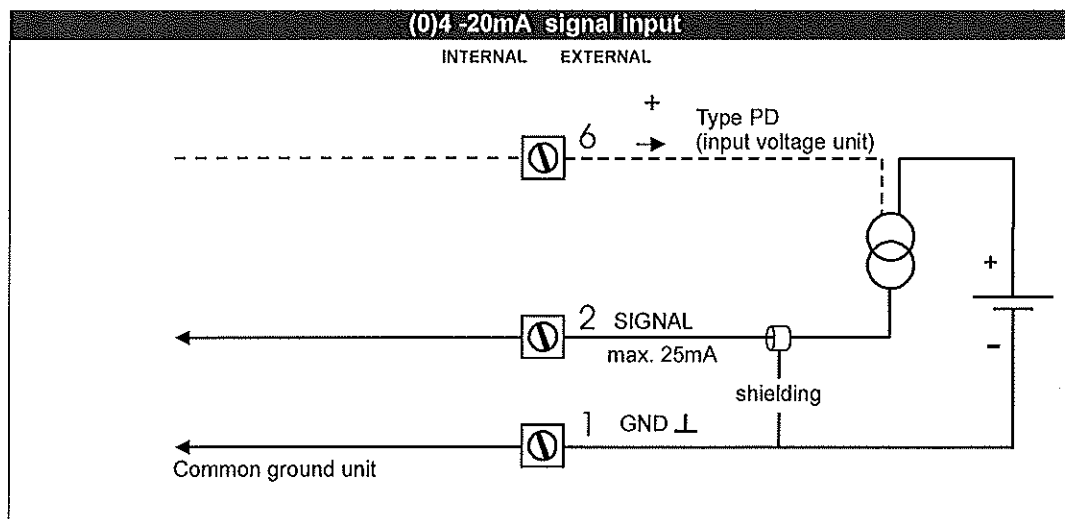 (0)4 -20mA signal input
INTERNAL EXTERNAL
+
6 Type PD
(input voltage unit)
+
2 SIGNAL
max. 25mA
-
shielding
1 GND ⊥
Common ground unit